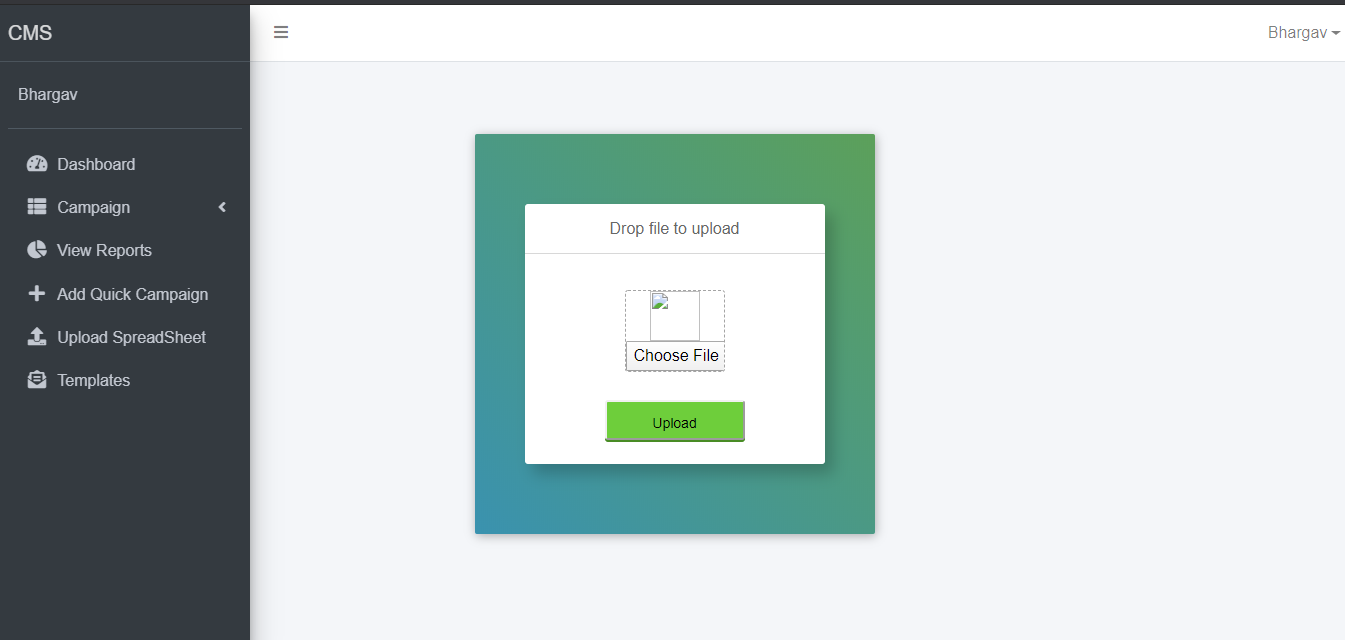 CMS
Bhargav
Bhargav
Dashboard
Campaign
View Reports
Add Quick Campaign
Upload SpreadSheet
Templates
Drop file to upload
Choose File
Upload